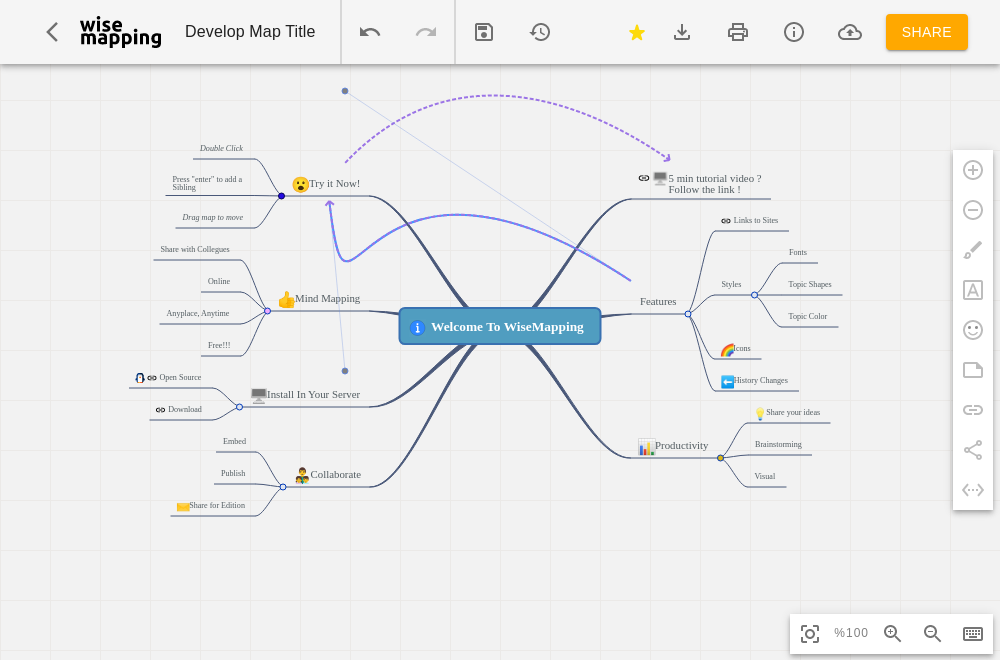 wise
mapping
Develop Map Title
SHARE
Double Click
Press "enter" to add a
Sibling
Drag map to move
Try it Now!
Share with Collegues
Online
Anyplace, Anytime
Free!!!
Mind Mapping
Open Source
Download
Install In Your Server
Embed
Publish
Share for Edition
Collaborate
Welcome To WiseMapping
5 min tutorial video ?
Follow the link !
Links to Sites
Fonts
Styles
Topic Shapes
Topic Color
Features
Icons
History Changes
Share your ideas
Productivity
Brainstorming
Visual
A
%100